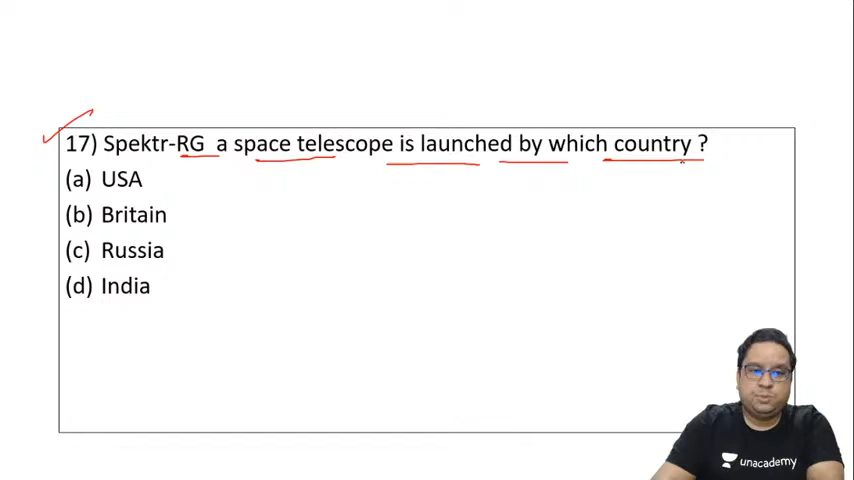 17) Spektr-RG a space telescope is launched by which country ?
(a) USA
(b) Britain
(c) Russia
(d) India
unacademy